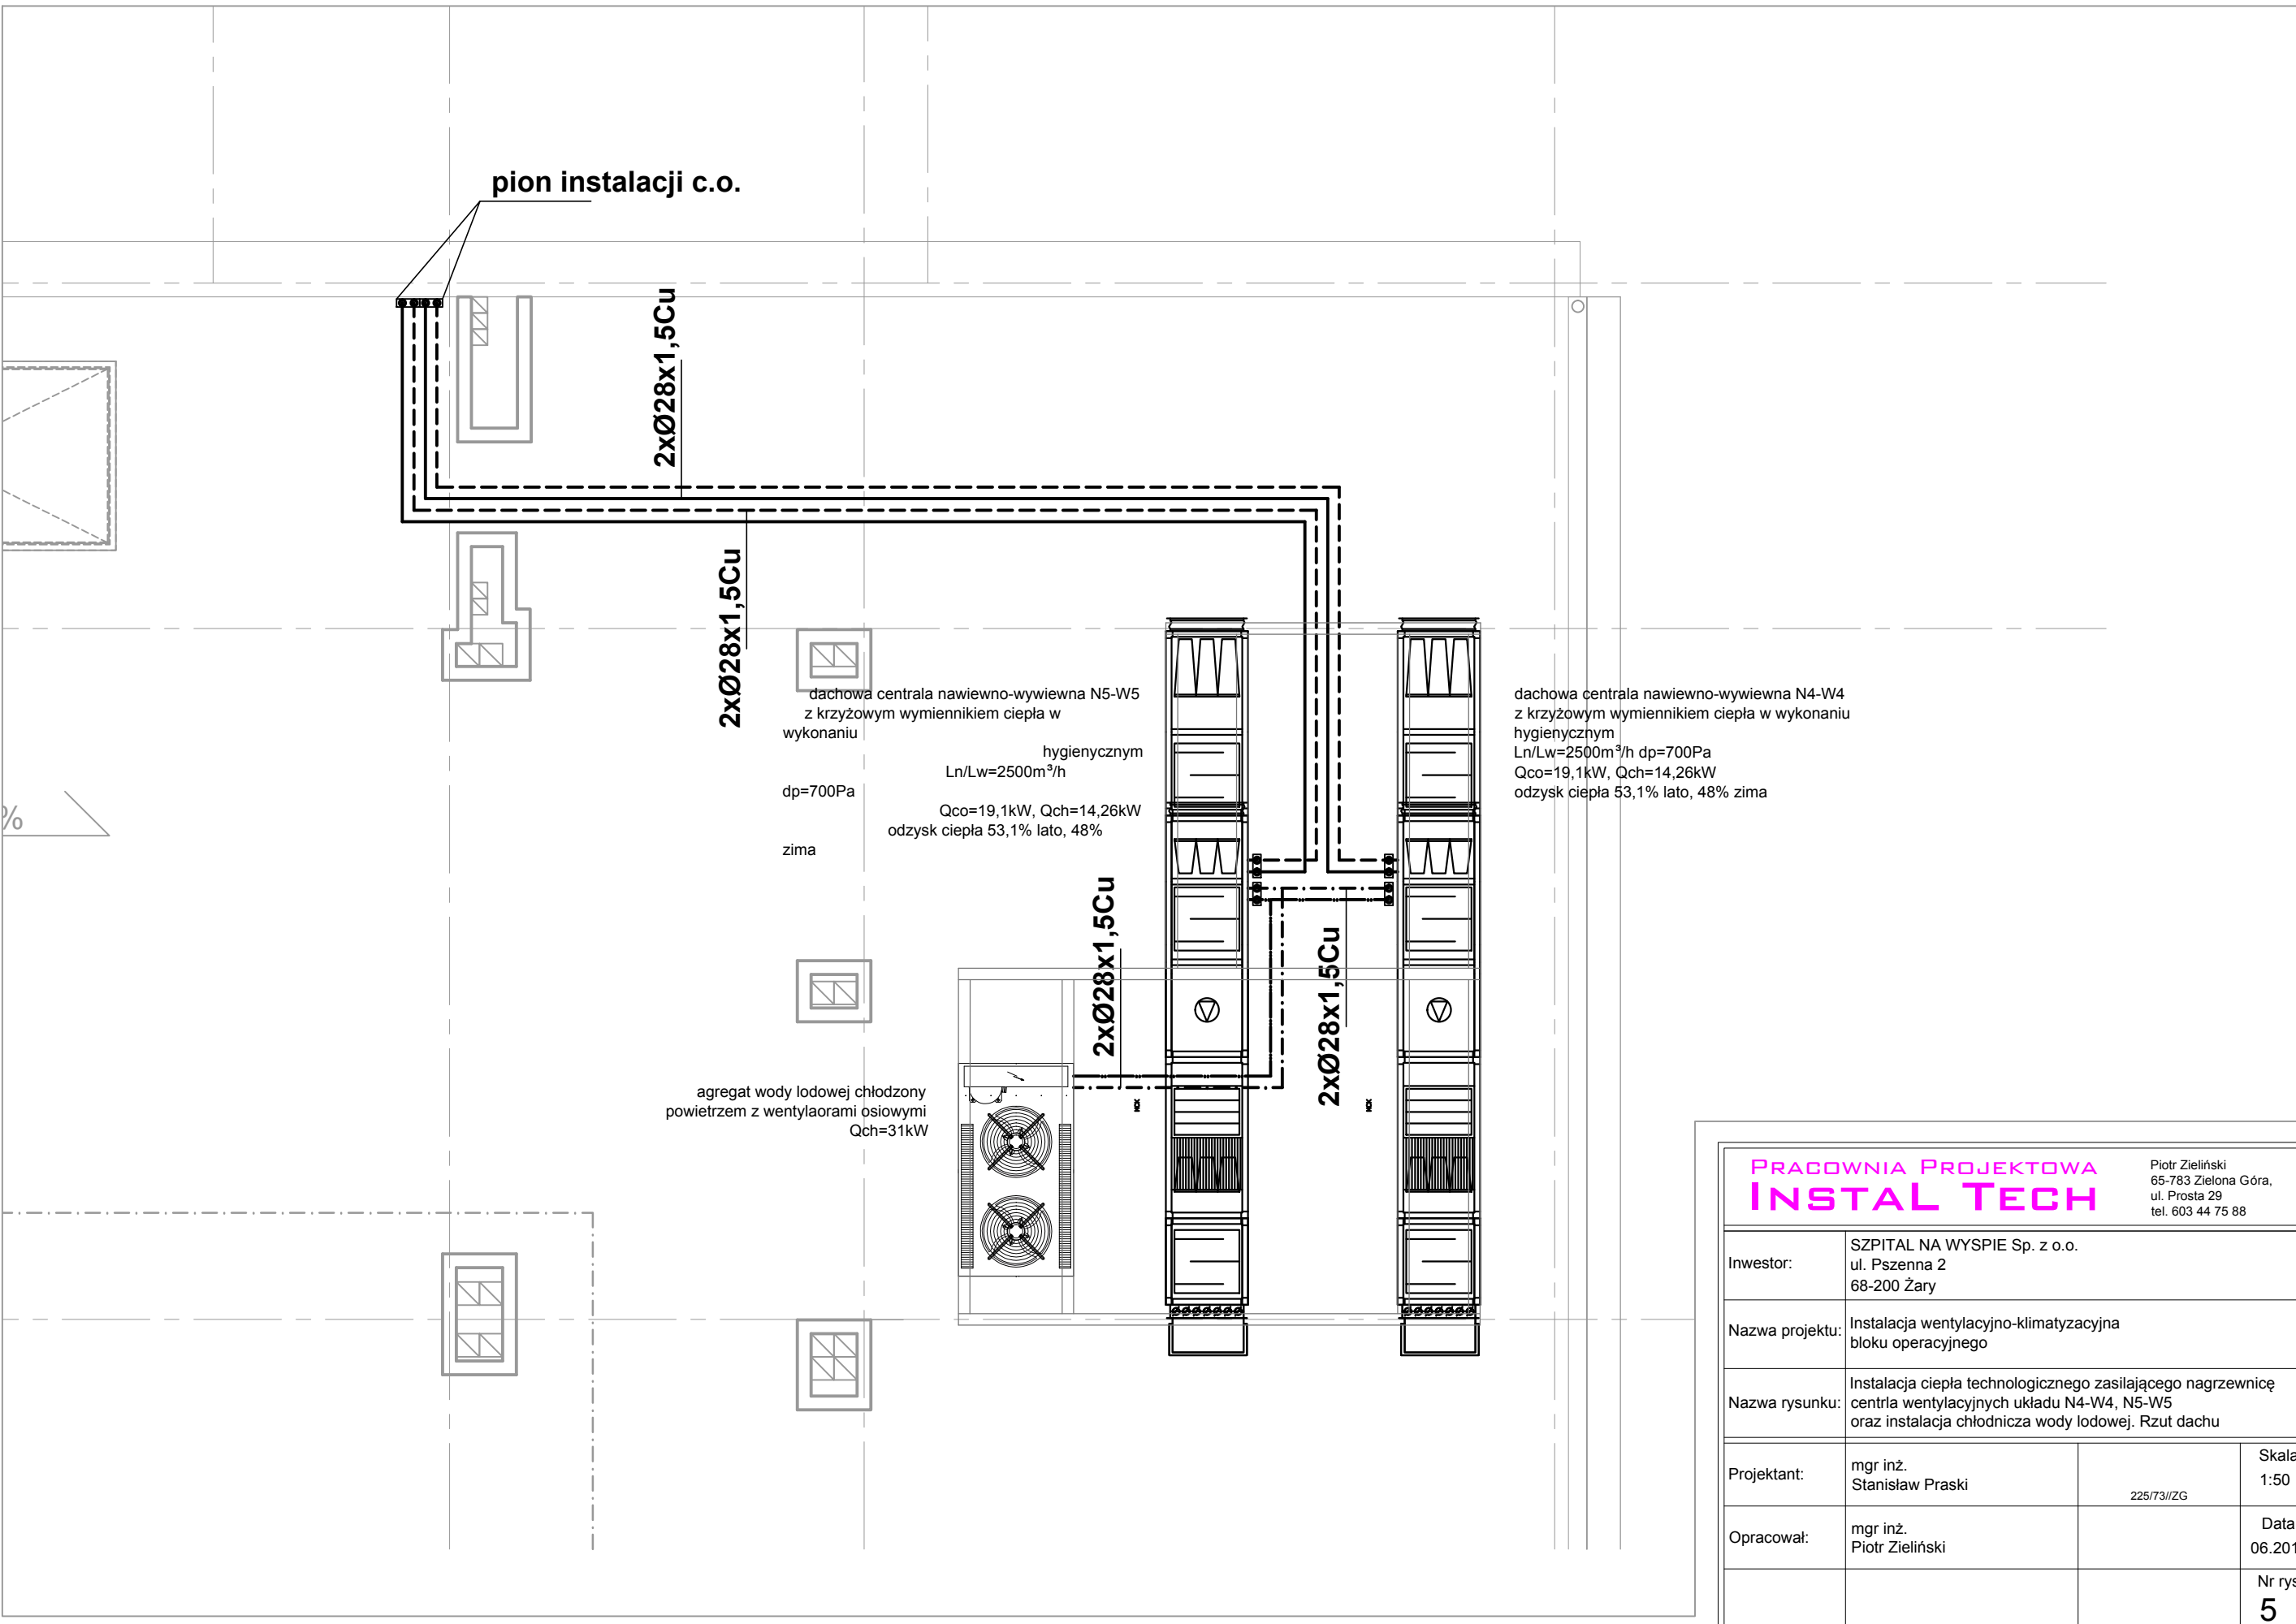 pion instalacji c.o.
2xØ28x1,5Cu
2xØ28x1,5Cu
dachowa centrala nawiewno-wywiewna N5-W5
z krzyżowym wymiennikiem ciepła w
wykonaniu
hygienycznym
Ln/Lw=2500m³/h
dp=700Pa
Qco=19,1kW, Qch=14,26kW
odzysk ciepła 53,1% lato, 48%
zima
dachowa centrala nawiewno-wywiewna N4-W4
z krzyżowym wymiennikiem ciepła w wykonaniu
hygienycznym
Ln/Lw=2500m³/h dp=700Pa
Qco=19,1kW, Qch=14,26kW
odzysk ciepła 53,1% lato, 48% zima
%
2xØ28x1,5Cu
2xØ28x1,5Cu
agregat wody lodowej chłodzony
powietrzem z wentylaorami osiowymi
Qch=31kW
PRACOWNIA PROJEKTOWA
INSTAL TECH
Piotr Zieliński
65-783 Zielona Góra,
ul. Prosta 29
tel. 603 44 75 88
Inwestor:
SZPITAL NA WYSPIE Sp. z o.o.
ul. Pszenna 2
68-200 Żary
Nazwa projektu:
Instalacja wentylacyjno-klimatyzacyjna
bloku operacyjnego
Nazwa rysunku:
Instalacja ciepła technologicznego zasilającego nagrzewnicę
centrla wentylacyjnych układu N4-W4, N5-W5
oraz instalacja chłodnicza wody lodowej. Rzut dachu
Projektant:
mgr inż.
Stanisław Praski
225/73//ZG
Skala
1:50
Opracował:
mgr inż.
Piotr Zieliński
Data
06.201
Nr rys
5